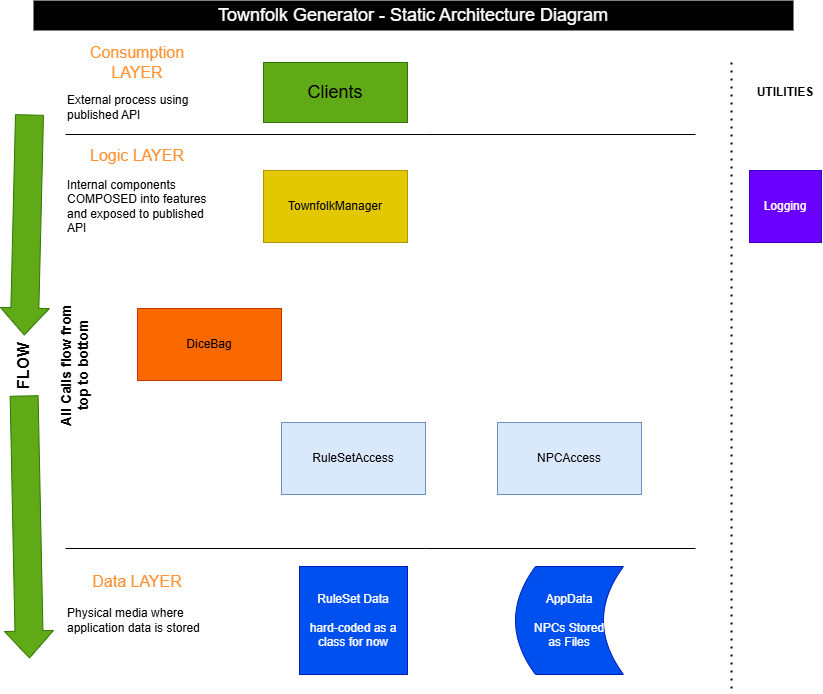 Townfolk Generator - Static Architecture Diagram
Consumption
LAYER
External process using
published API
Clients
UTILITIES
Logic LAYER
Internal components
COMPOSED into features
and exposed to published
API
TownfolkManager
Logging
FLOW
All Calls flow from
top to bottom
DiceBag
RuleSetAccess
NPCAccess
Data LAYER
Physical media where
application data is stored
RuleSet Data
hard-coded as a
class for now
AppData
NPCs Stored
as Files